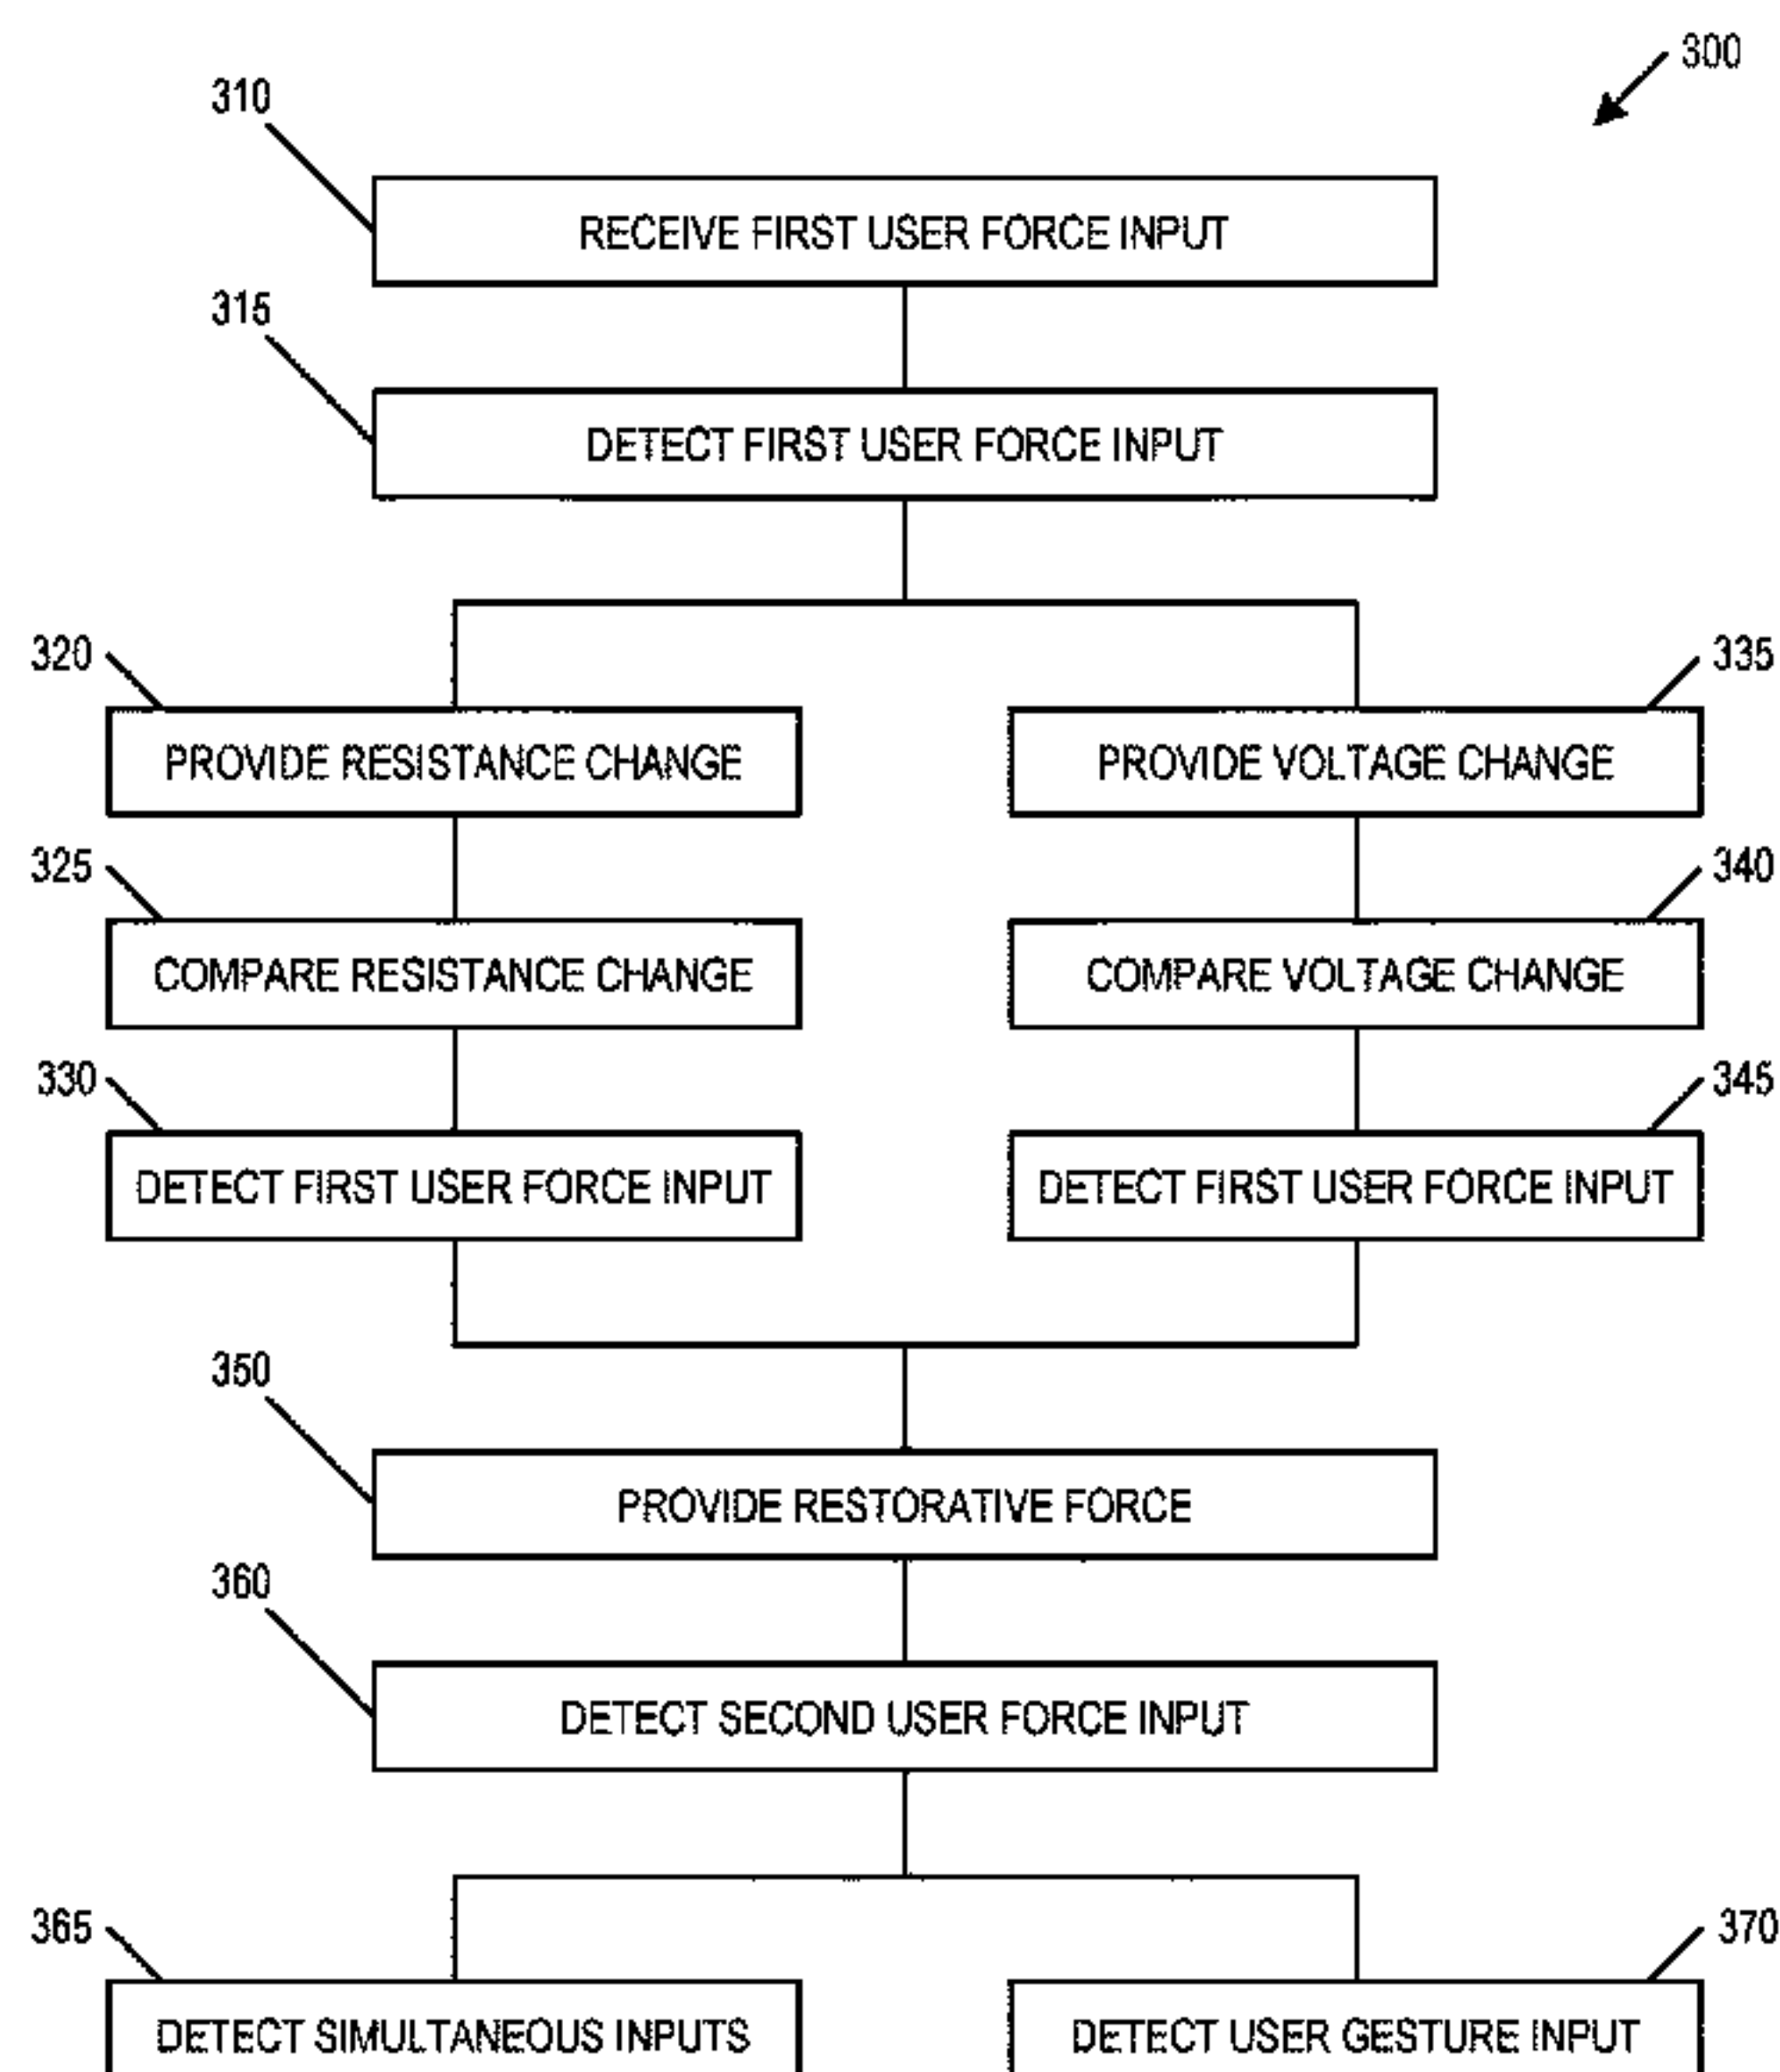 300
310
RECEIVE FIRST USER FORCE INPUT
315
DETECT FIRST USER FORCE INPUT
320
335
PROVIDE RESISTANCE CHANGE
PROVIDE VOLTAGE CHANGE
325
340
COMPARE RESISTANCE CHANGE
COMPARE VOLTAGE CHANGE
330
345
DETECT FIRST USER FORCE INPUT
DETECT FIRST USER FORCE INPUT
350
PROVIDE RESTORATIVE FORCE
360
DETECT SECOND USER FORCE INPUT
365
370
DETECT SIMULTANEOUS INPUTS
DETECT USER GESTURE INPUT